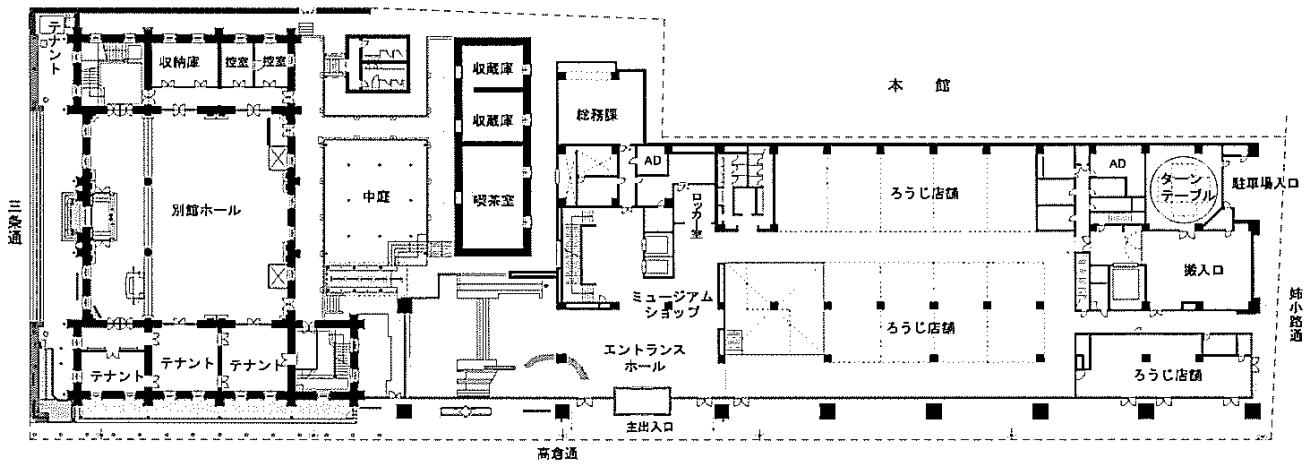 テナント
収納庫
控室
控室
収蔵庫
収蔵庫
喫茶室
総務課
AD
ロッカー室
本館
ろうじ店舗
AD
ターン
テーブル
駐車場入口
三条通
別館ホール
中庭
搬入口
ミュージアム
ショップ
ろうじ店舗
姉小路通
エントランス
ホール
テナント
テナント
テナント
ろうじ店舗
主出入口
高倉通